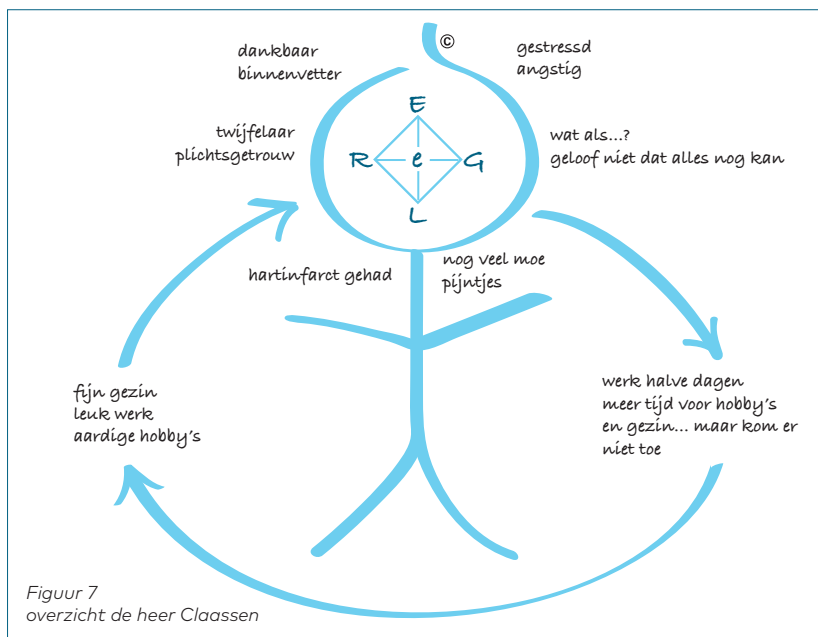 ©
dankbaar
binnenvetter
gestressd
angstig
twijfelaar
plichtsgetrouw
E
R e G
L
wat als...?
geloof niet dat alles nog kan
hartinfarct gehad
nog veel moe
pijntjes
fijn gezin
leuk werk
aardige hobby's
werk halve dagen
meer tijd voor hobby's
en gezin... maar kom er
niet toe
Figuur 7
overzicht de heer Claassen